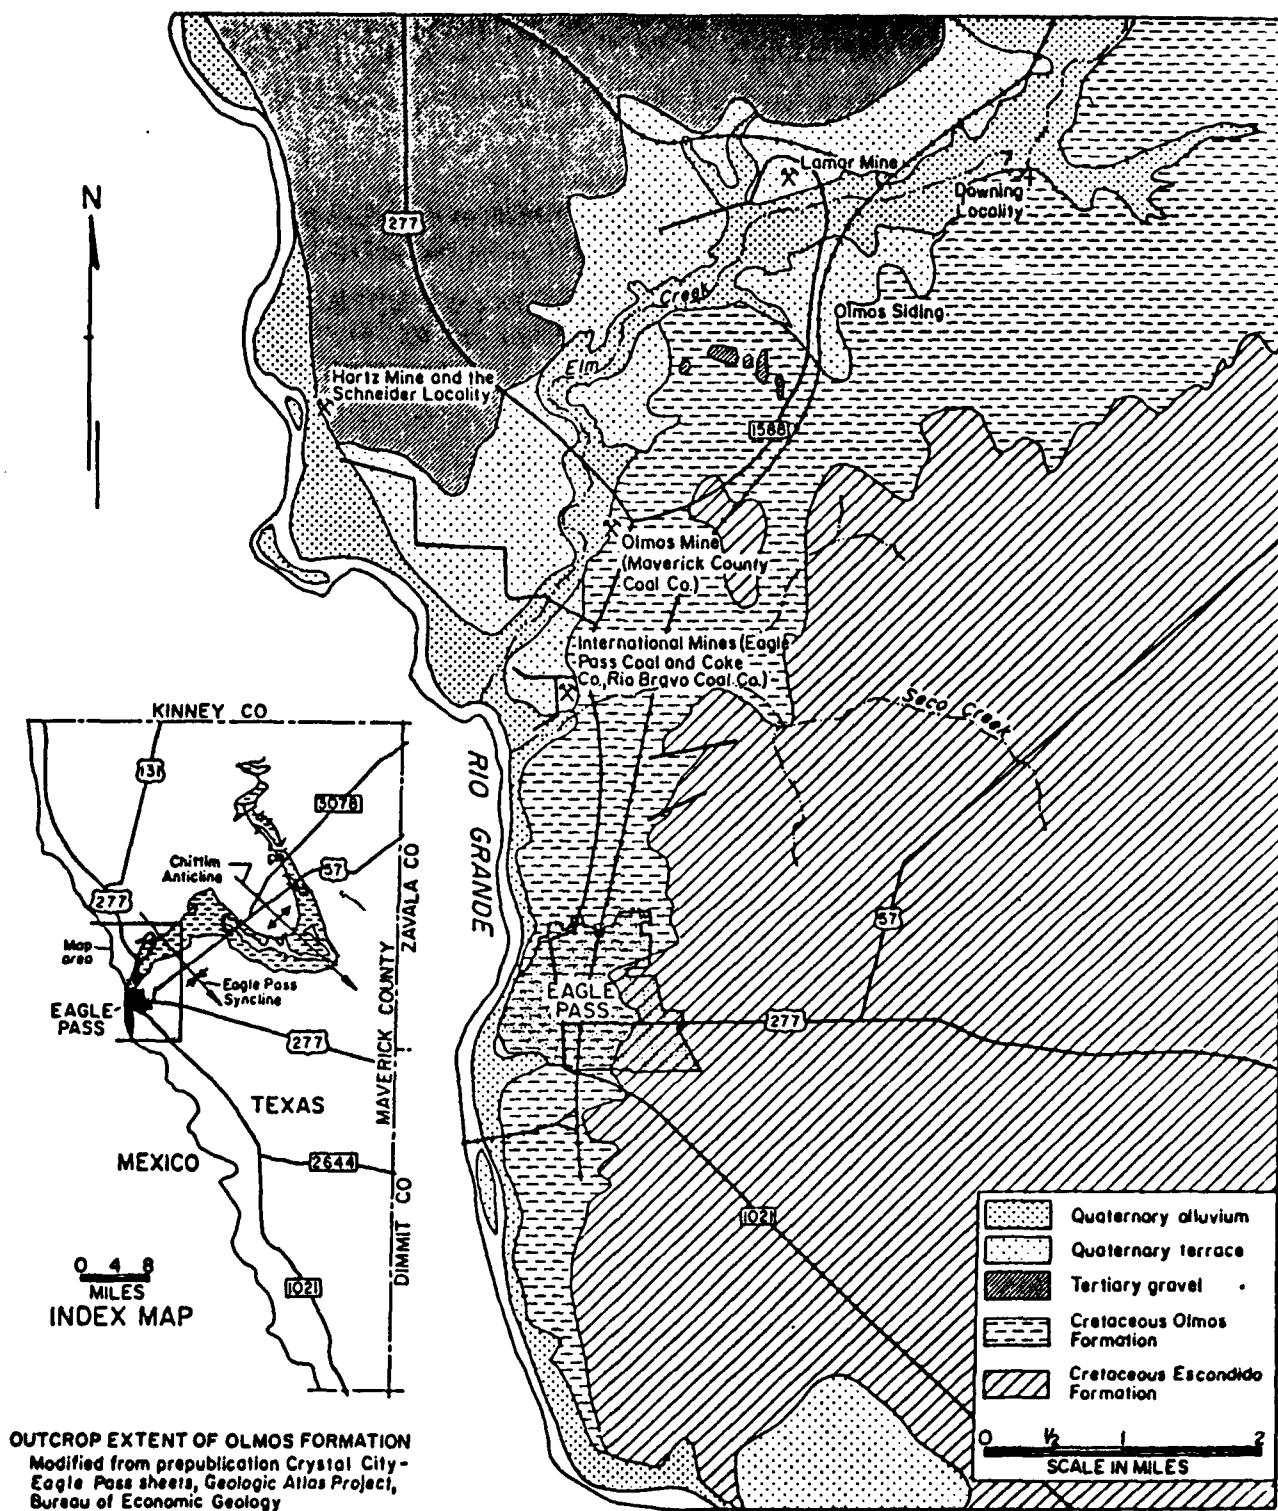 N
277
Lamar Mine
7
Downing
Locality
Creek
Elm
Olmos Siding
Hartz Mine and the
Schneider Locality
1588
Olmos Mine
(Maverick County
Coal Co.)
International Mines (Eagle
Pass Coal and Coke
Co., Rio Bravo Coal Co.)
Seco Creek
RIO GRANDE
57
EAGLE
PASS
277
1021
KINNEY CO
131
3078
Chittim
Anticline
57
277
ZAVALA CO
Map
area
Eagle Pass
Syncline
EAGLE
PASS
277
MAVERICK COUNTY
TEXAS
MEXICO
2644
DIMMIT CO
1021
0 4 8
MILES
INDEX MAP
Quaternary alluvium
Quaternary terrace
Tertiary gravel
Cretaceous Olmos
Formation
Cretaceous Escondido
Formation
0 1/2 1 2
SCALE IN MILES
OUTCROP EXTENT OF OLMOS FORMATION
Modified from prepublication Crystal City-
Eagle Pass sheets, Geologic Atlas Project,
Bureau of Economic Geology